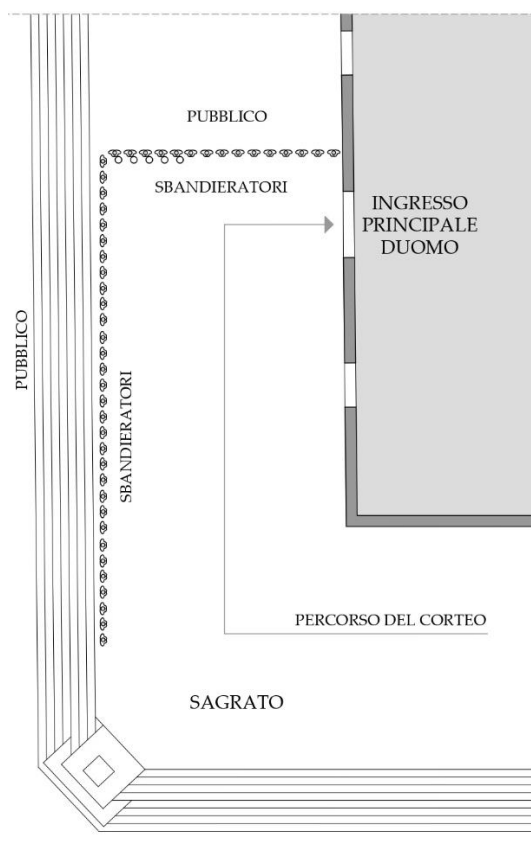 PUBBLICO
SBANDIERATORI
INGRESSO
PRINCIPALE
DUOMO
PUBBLICO
SBANDIERATORI
PERCORSO DEL CORTEO
SAGRATO